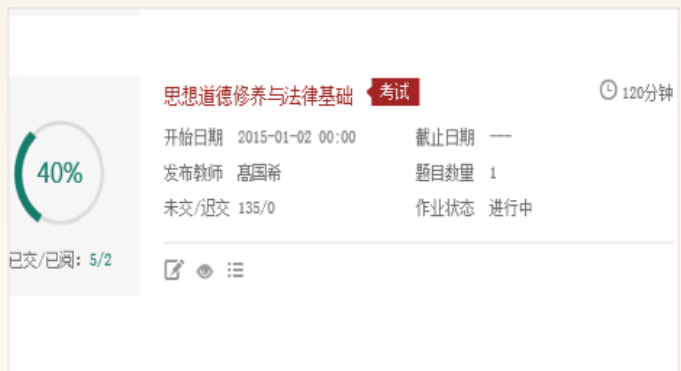 思想道德修养与法律基础 考试 120分钟
开始日期 2015-01-02 00:00 截止日期 ---
40%
发布教师 髙国希 题目数量 1
未交/迟交 135/0 作业状态 进行中
已交/已阅：5/2